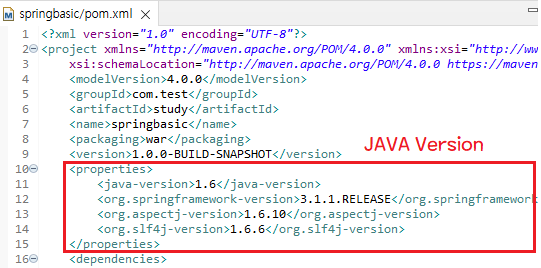 springbasic/pom.xml
1 <?xml version="1.0" encoding="UTF-8"?>
2 <project xmlns="http://maven.apache.org/POM/4.0.0" xmlns:xsi="http://ww
3 xsi:schemaLocation="http://maven.apache.org/POM/4.0.0 https://maven
4 <modelVersion>4.0.0</modelVersion>
5 <groupId>com.test</groupId>
6 <artifactId>study</artifactId>
7 <name>springbasic</name>
8 <packaging>war</packaging>
9 <version>1.0.0-BUILD-SNAPSHOT</version>
JAVA Version
10 <properties>
11 <java-version>1.6</java-version>
12 <org.springframework-version>3.1.1.RELEASE</org.springframework
13 <org.aspectj-version>1.6.10</org.aspectj-version>
14 <org.slf4j-version>1.6.6</org.slf4j-version>
15 </properties>
16 <dependencies>